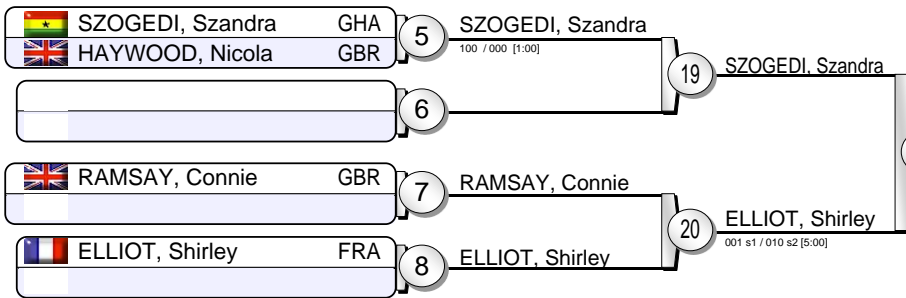 SZOGEDI, Szandra GHA
HAYWOOD, Nicola GBR
5
SZOGEDI, Szandra
100 / 000 [1:00]
6
19
SZOGEDI, Szandra
RAMSAY, Connie GBR
7
RAMSAY, Connie
ELLIOT, Shirley FRA
8
ELLIOT, Shirley
20
ELLIOT, Shirley
001 s1 / 010 s2 [5:00]